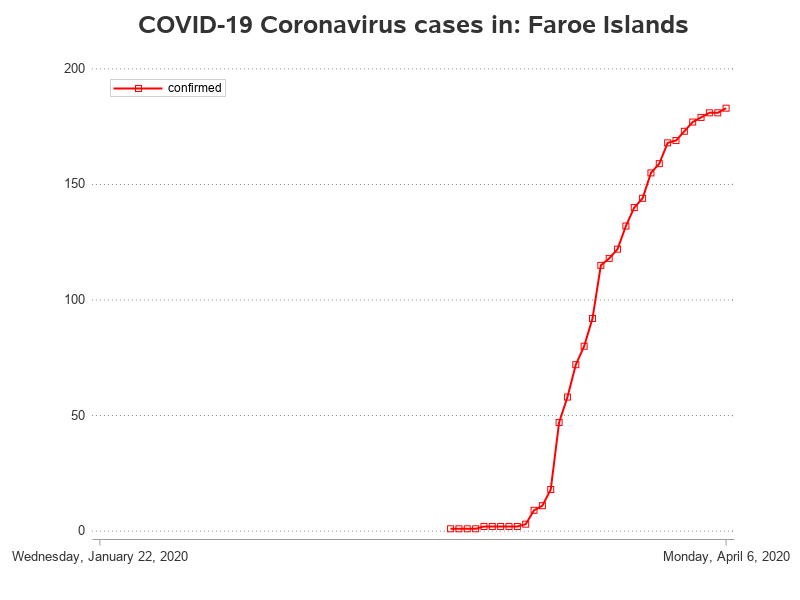 COVID-19 Coronavirus cases in: Faroe Islands
200
confirmed
150
100
50
0
Wednesday, January 22, 2020 Monday, April 6, 2020